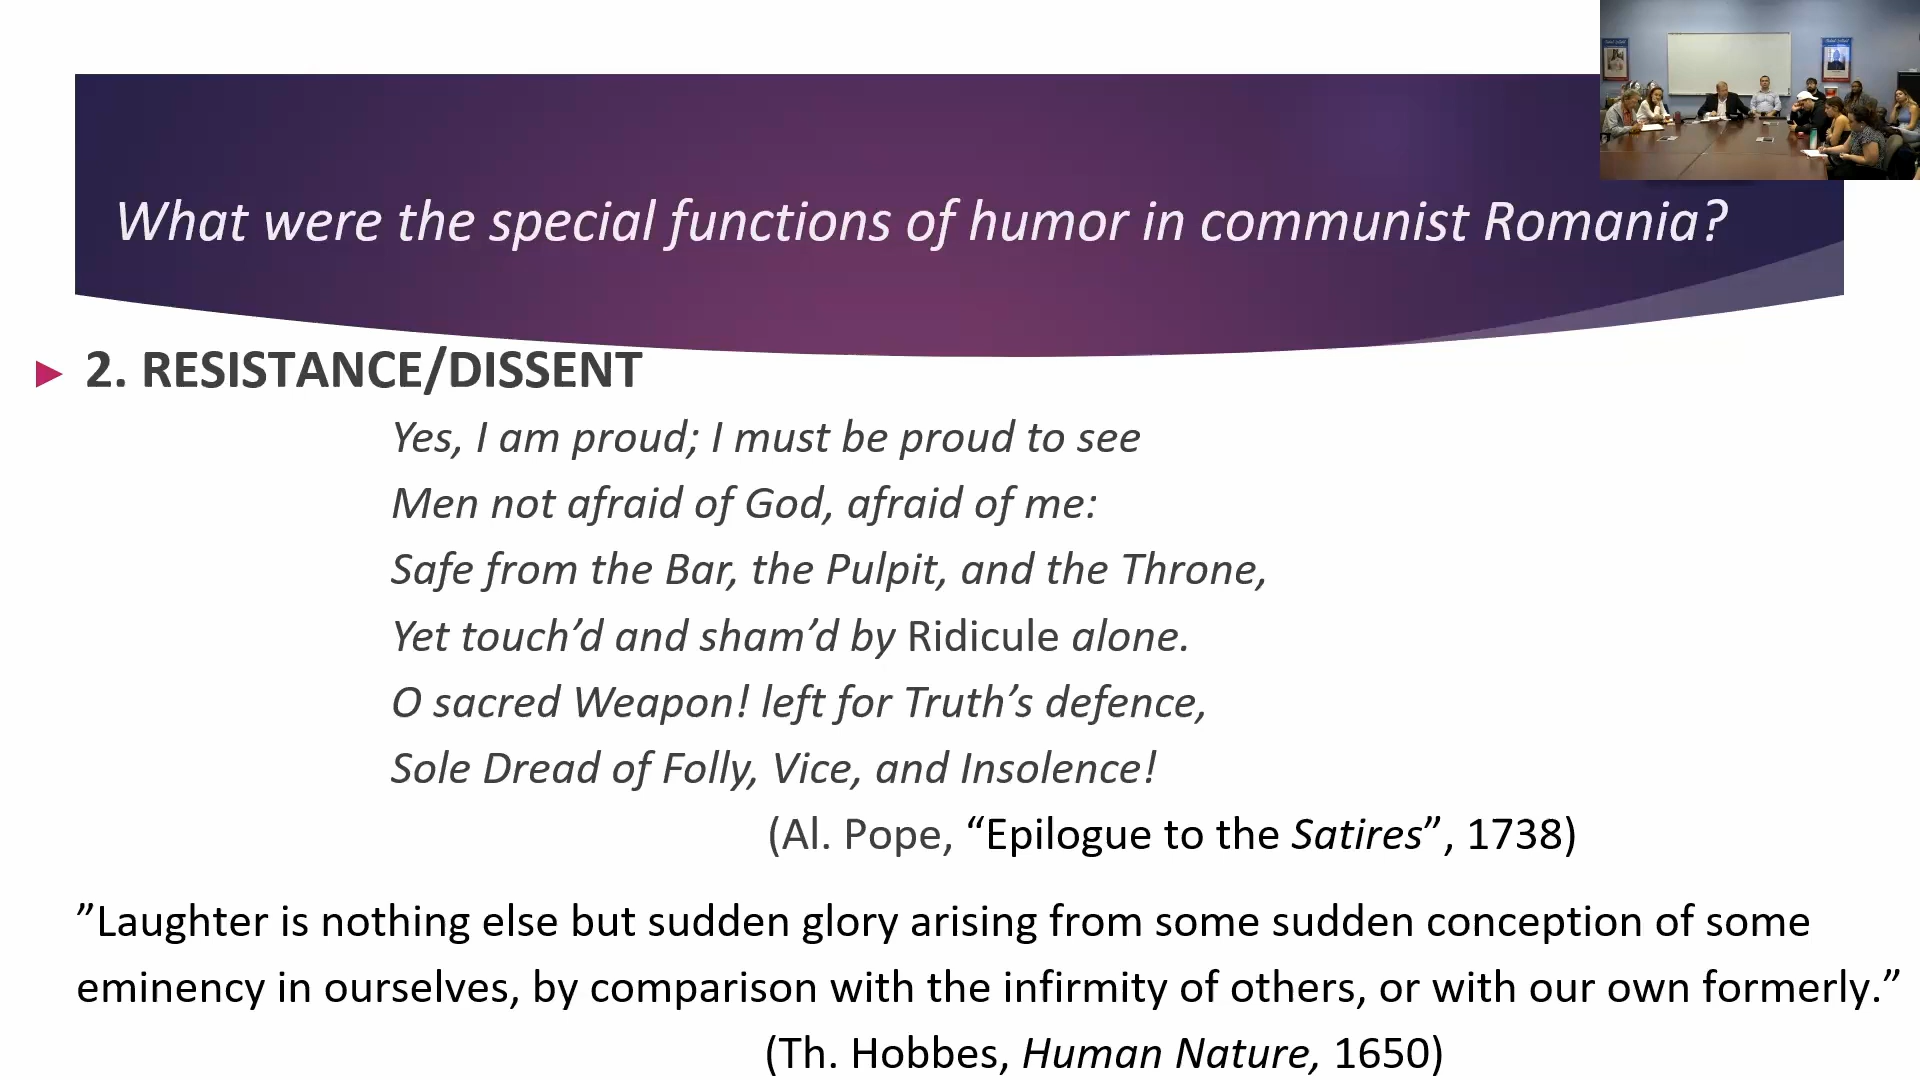 What were the special functions of humor in communist Romania?
2. RESISTANCE/DISSENT
Yes, I am proud; I must be proud to see
Men not afraid of God, afraid of me:
Safe from the Bar, the Pulpit, and the Throne,
Yet touch’d and sham’d by Ridicule alone.
O sacred Weapon! left for Truth’s defence,
Sole Dread of Folly, Vice, and Insolence!
(Al. Pope, “Epilogue to the Satires”, 1738)
”Laughter is nothing else but sudden glory arising from some sudden conception of some
eminency in ourselves, by comparison with the infirmity of others, or with our own formerly.”
(Th. Hobbes, Human Nature, 1650)